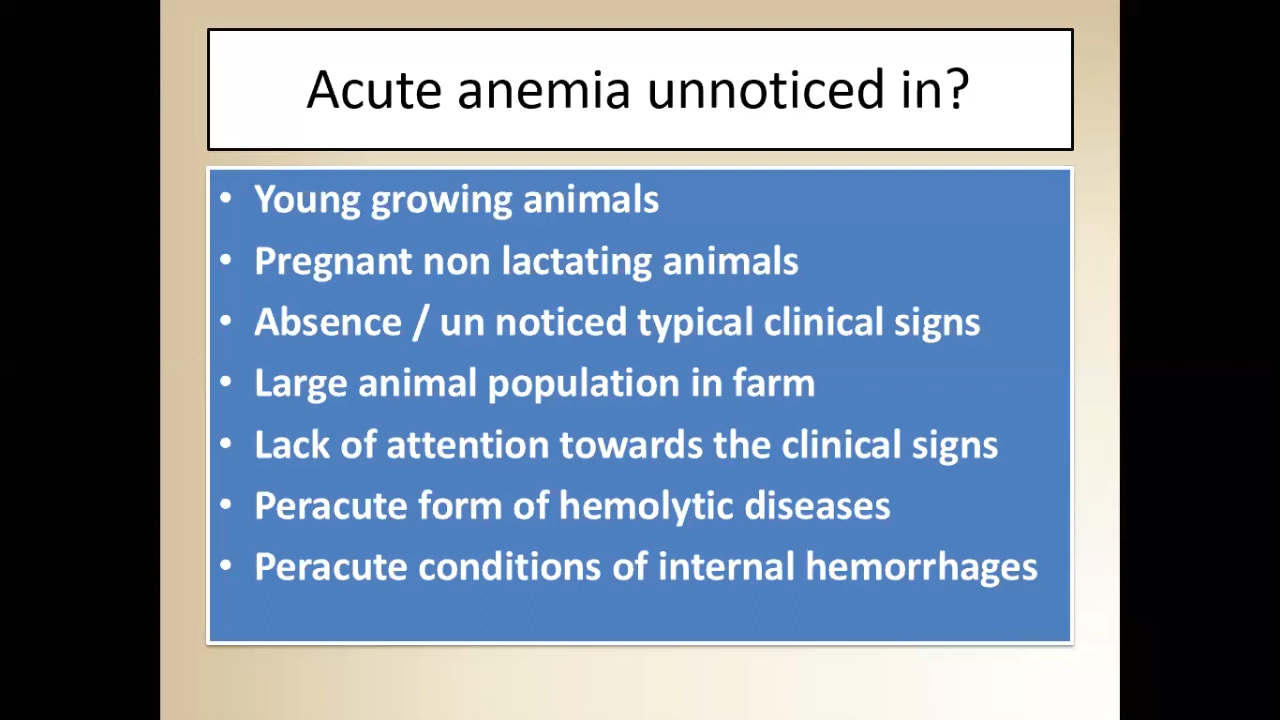 Acute anemia unnoticed in?
• Young growing animals
• Pregnant non lactating animals
• Absence / un noticed typical clinical signs
• Large animal population in farm
• Lack of attention towards the clinical signs
• Peracute form of hemolytic diseases
• Peracute conditions of internal hemorrhages